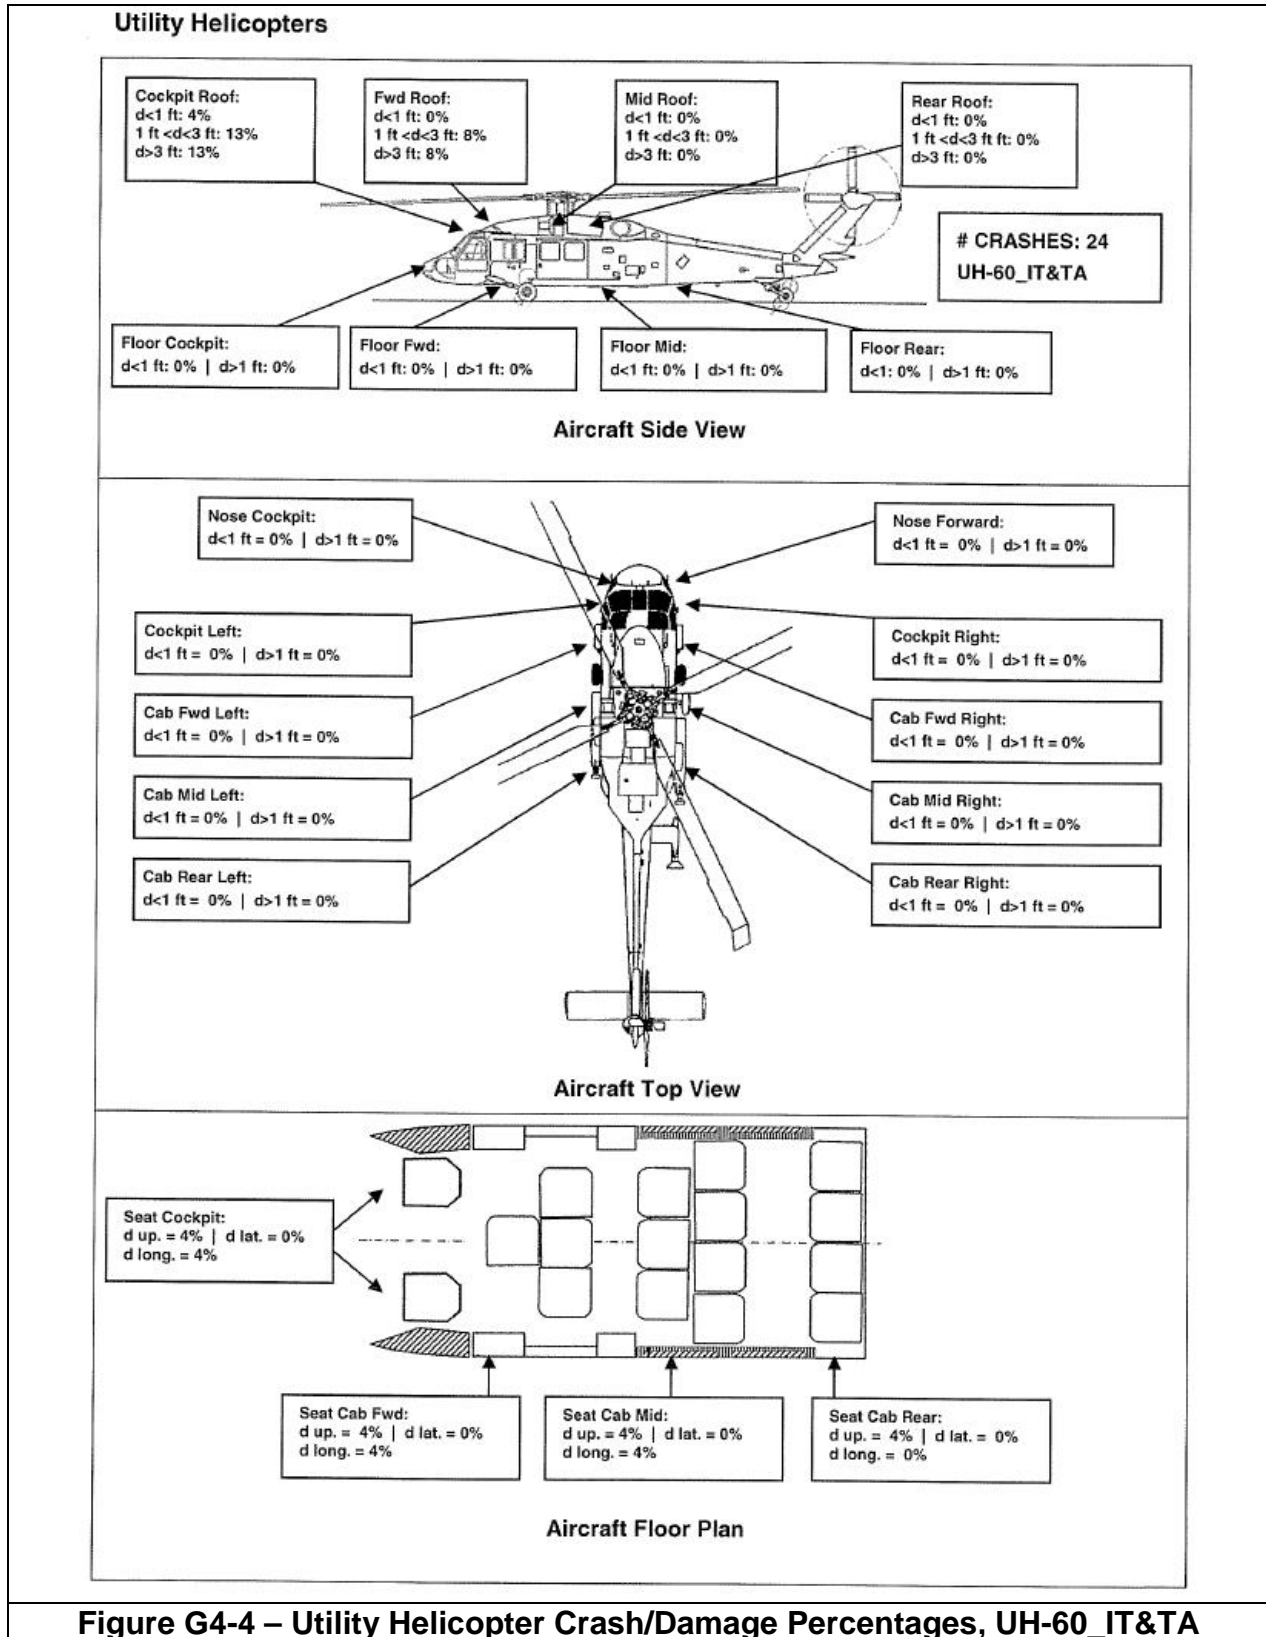 Utility Helicopters
Cockpit Roof:
d<1 ft: 4%
1 ft <d<3 ft: 13%
d>3 ft: 13%
Fwd Roof:
d<1 ft: 0%
1 ft <d<3 ft: 8%
d>3 ft: 8%
Mid Roof:
d<1 ft: 0%
1 ft <d<3 ft: 0%
d>3 ft: 0%
Rear Roof:
d<1 ft: 0%
1 ft <d<3 ft ft: 0%
d>3 ft: 0%
# CRASHES: 24
UH-60_IT&TA
Floor Cockpit:
d<1 ft: 0% | d>1 ft: 0%
Floor Fwd:
d<1 ft: 0% | d>1 ft: 0%
Floor Mid:
d<1 ft: 0% | d>1 ft: 0%
Floor Rear:
d<1: 0% | d>1 ft: 0%
Aircraft Side View
Nose Cockpit:
d<1 ft = 0% | d>1 ft = 0%
Nose Forward:
d<1 ft = 0% | d>1 ft = 0%
Cockpit Left:
d<1 ft = 0% | d>1 ft = 0%
Cockpit Right:
d<1 ft = 0% | d>1 ft = 0%
Cab Fwd Left:
d<1 ft = 0% | d>1 ft = 0%
Cab Fwd Right:
d<1 ft = 0% | d>1 ft = 0%
Cab Mid Left:
d<1 ft = 0% | d>1 ft = 0%
Cab Mid Right:
d<1 ft = 0% | d>1 ft = 0%
Cab Rear Left:
d<1 ft = 0% | d>1 ft = 0%
Cab Rear Right:
d<1 ft = 0% | d>1 ft = 0%
Aircraft Top View
Seat Cockpit:
d up. = 4% | d lat. = 0%
d long. = 4%
Seat Cab Fwd:
d up. = 4% | d lat. = 0%
d long. = 4%
Seat Cab Mid:
d up. = 4% | d lat. = 0%
d long. = 4%
Seat Cab Rear:
d up. = 4% | d lat. = 0%
d long. = 0%
Aircraft Floor Plan
Figure G4-4 – Utility Helicopter Crash/Damage Percentages, UH-60_IT&TA